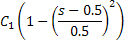 C₁(1 − ((s − 0.5)/0.5)²)